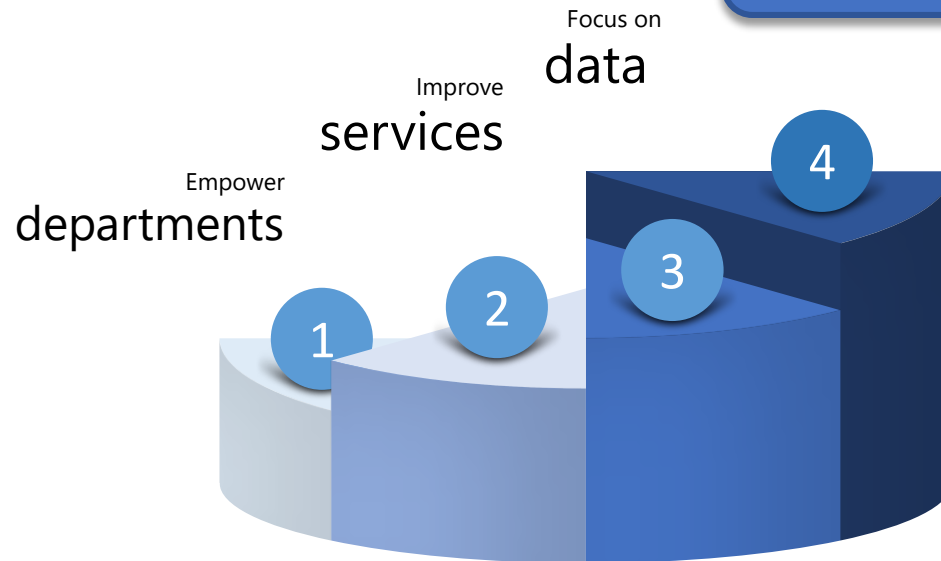 Focus on
data
Improve
services
Empower
departments
4
3
2
1